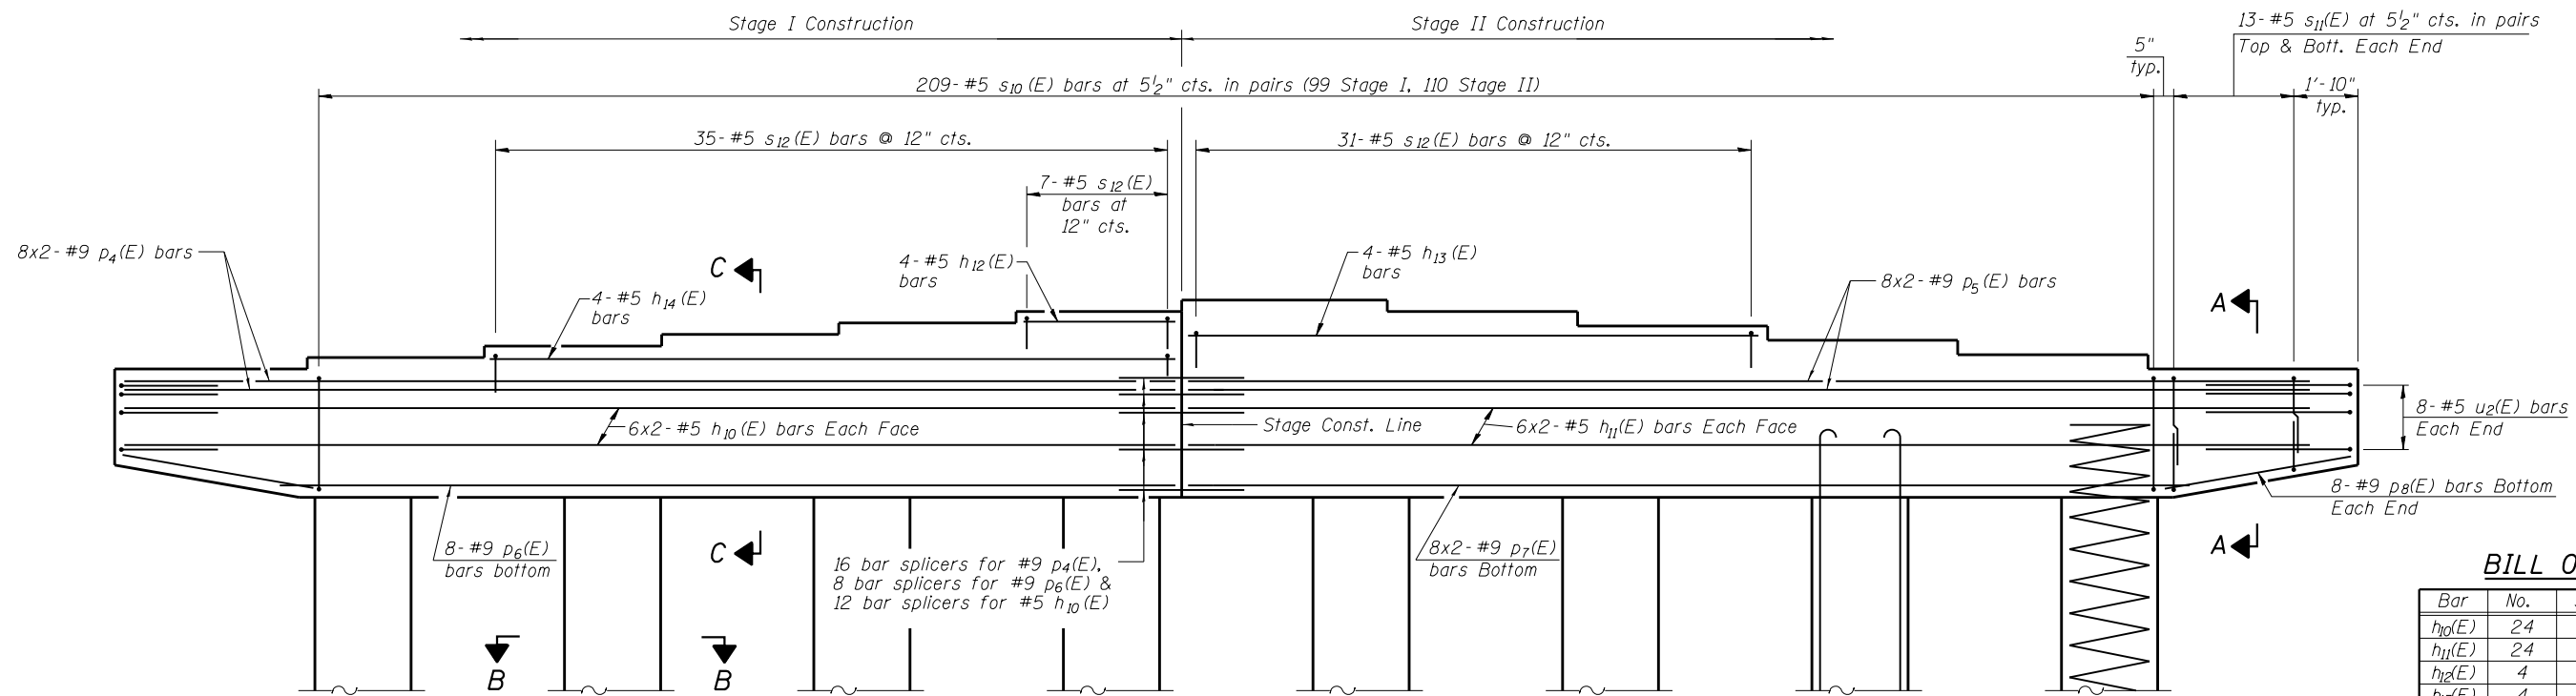 Stage I Construction
Stage II Construction
13-#5 s11(E) at 5½" cts. in pairs
Top & Bott. Each End
5"
typ.
209-#5 s10(E) bars at 5½" cts. in pairs (99 Stage I, 110 Stage II)
1'-10"
typ.
35-#5 s12(E) bars @ 12" cts.
31-#5 s12(E) bars @ 12" cts.
7-#5 s12(E)
bars at
12" cts.
8x2-#9 p4(E) bars
C
4-#5 h12(E)
bars
4-#5 h13(E)
bars
8x2-#9 p5(E) bars
A
4-#5 h14(E)
bars
6x2-#5 h10(E) bars Each Face
Stage Const. Line
6x2-#5 h11(E) bars Each Face
8-#5 u2(E) bars
Each End
8-#9 p8(E) bars Bottom
Each End
8-#9 p6(E)
bars bottom
C
16 bar splicers for #9 p4(E),
8 bar splicers for #9 p6(E) &
12 bar splicers for #5 h10(E)
8x2-#9 p7(E)
bars Bottom
A
BILL O
Bar No.
h10(E) 24
h11(E) 24
h12(E) 4
B
B